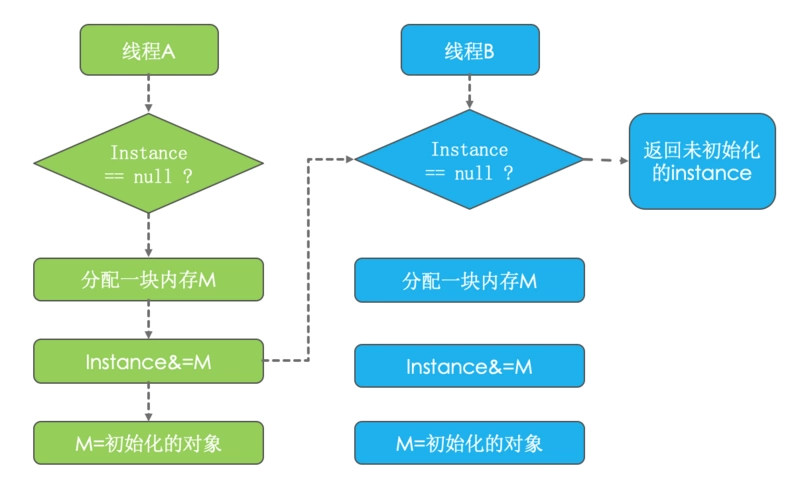 线程A
Instance
== null ?
分配一块内存M
Instance&=M
M=初始化的对象
线程B
Instance
== null ?
返回未初始化
的instance
分配一块内存M
Instance&=M
M=初始化的对象